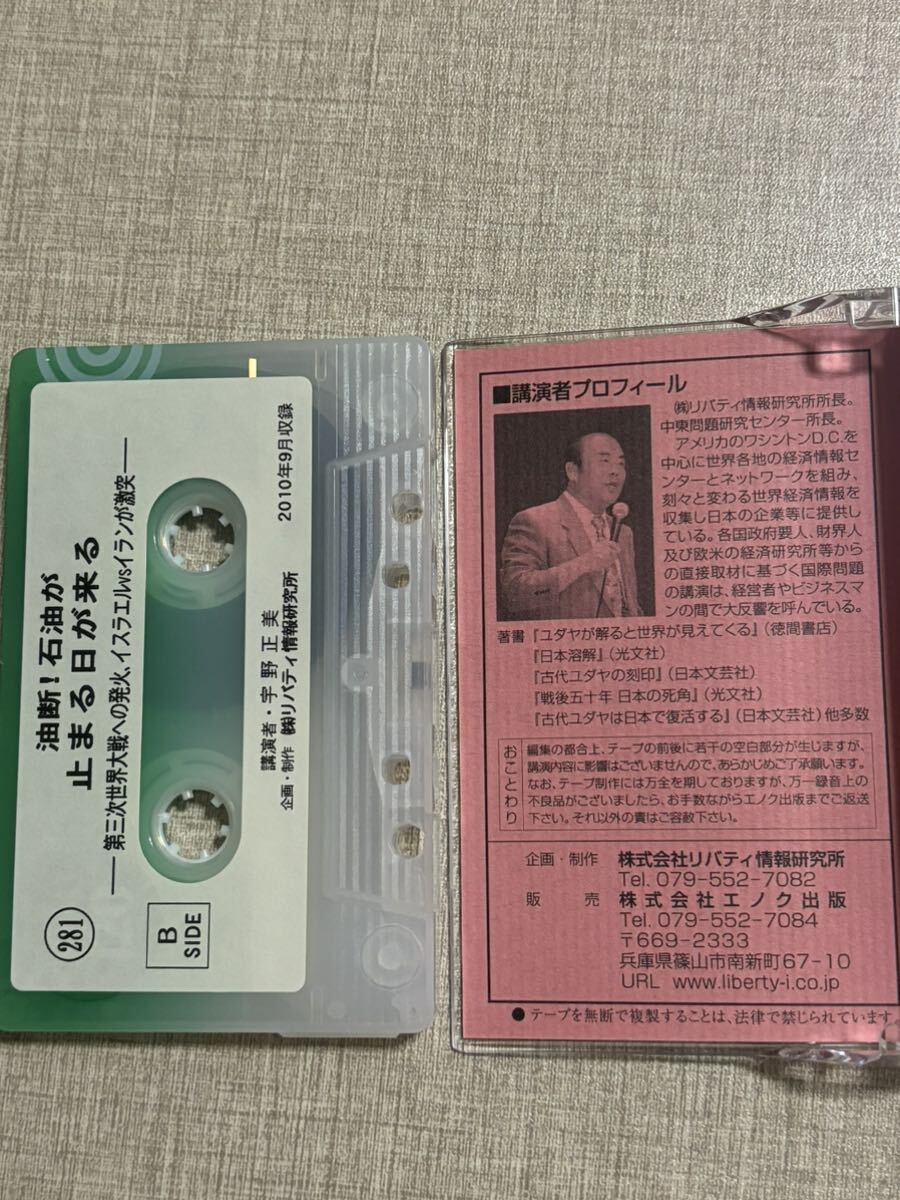 油断!石油が
止まる日が来る
―第三次世界大戦への発火、イスラエルvsイランが激突―
281
B
SIDE
2010年9月収録
講演者・宇野正美
企画・制作 ㈱リバティ情報研究所
■講演者プロフィール
㈱リバティ情報研究所所長。
中東問題研究センター所長。
アメリカのワシントンD.C.を
中心に世界各地の経済情報セ
ンターとネットワークを組み、
刻々と変わる世界経済情報を
収集し日本の企業等に提供し
ている。各国政府要人、財界人
及び欧米の経済研究所等から
の直接取材に基づく国際問題
の講演は、経営者やビジネスマ
ンの間で大反響を呼んでいる。
著書『ユダヤが解ると世界が見えてくる』(徳間書店)
『日本溶解』(光文社)
『古代ユダヤの刻印』(日本文芸社)
『戦後五十年 日本の死角』(光文社)
『古代ユダヤは日本で復活する』(日本文芸社)他多数
おことわり
編集の都合上、テープの前後に若干の空白部分が生じますが、
講演内容に影響はございませんので、あらかじめご了承願います。
なお、テープ制作には万全を期しておりますが、万一録音上の
不良品がございましたら、お手数ながらエノク出版までご返送
下さい。それ以外の責はご容赦下さい。
企画・制作 株式会社リバティ情報研究所
Tel.079-552-7082
販売 株式会社エノク出版
Tel.079-552-7084
〒669-2333
兵庫県篠山市南新町67-10
URL www.liberty-i.co.jp
●テープを無断で複製することは、法律で禁じられています